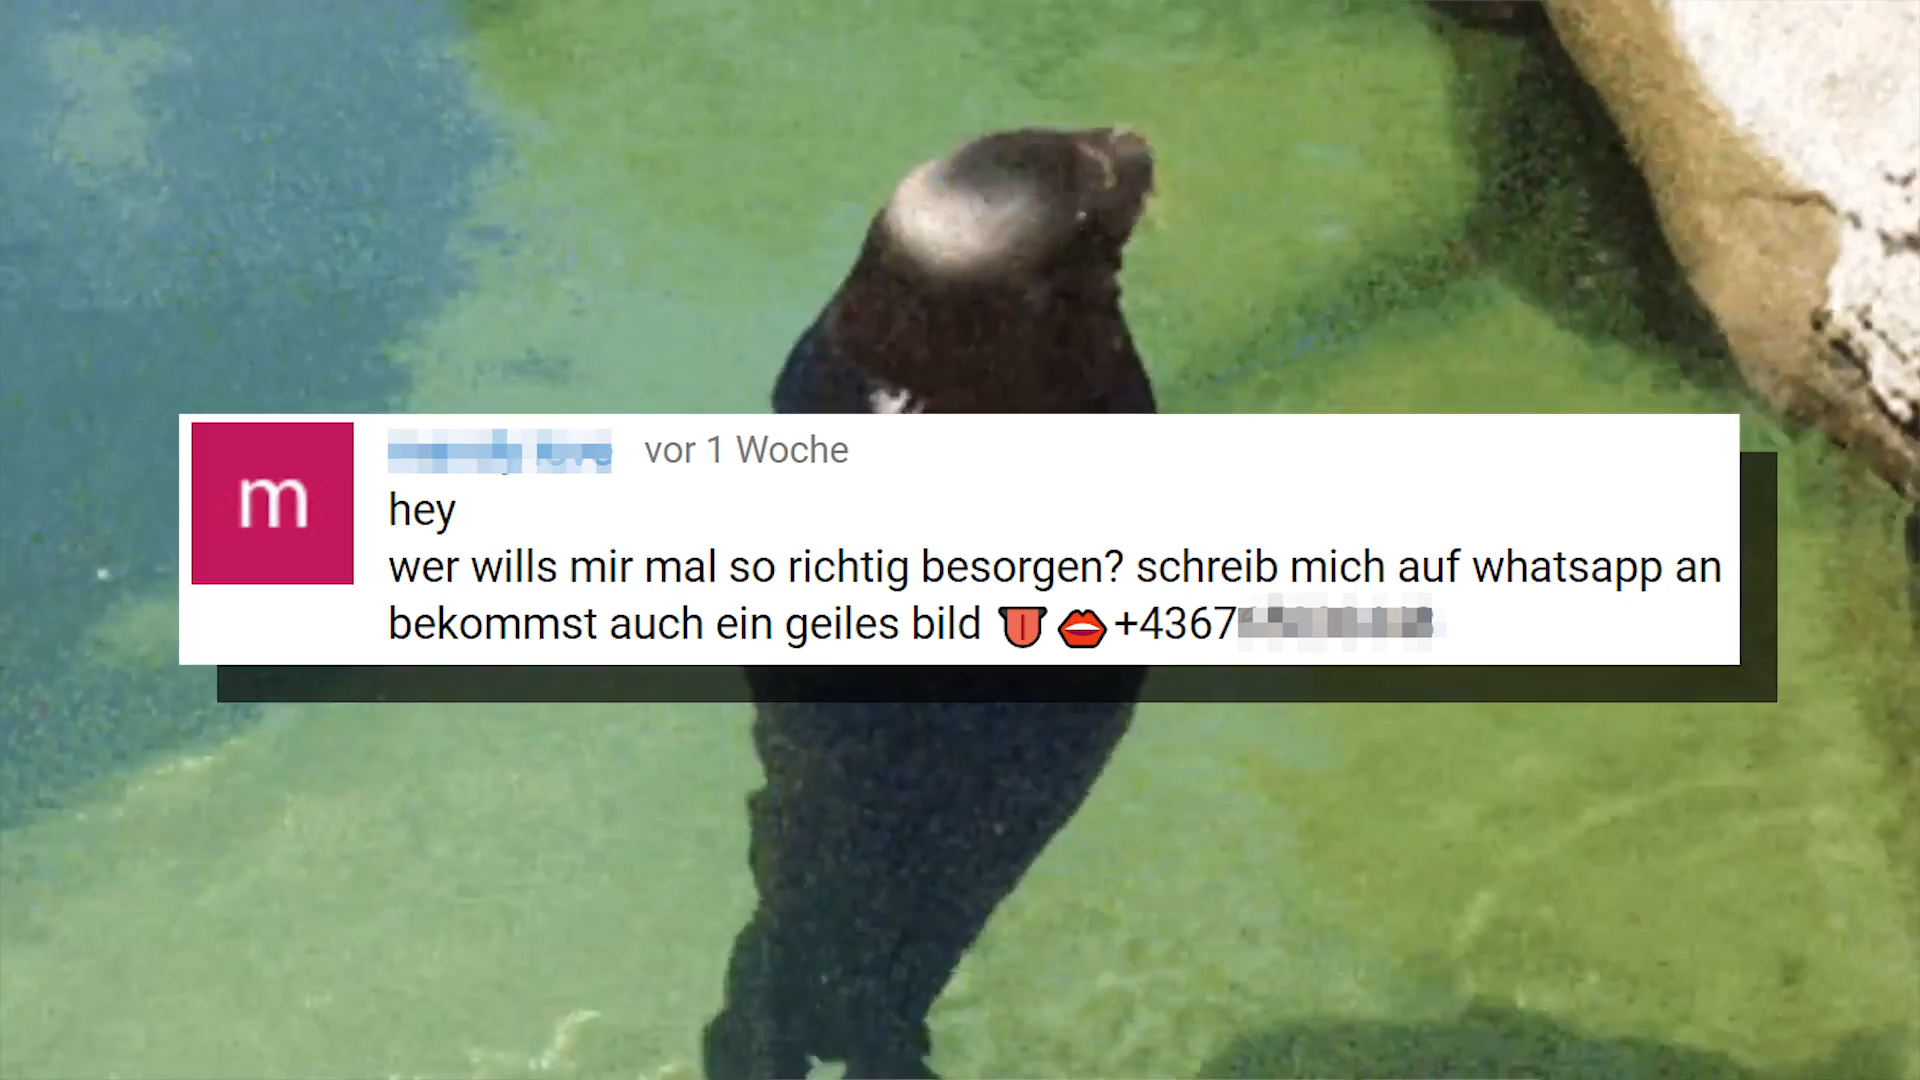 m
vor 1 Woche
hey
wer wills mir mal so richtig besorgen? schreib mich auf whatsapp an
bekommst auch ein geiles bild 👅 👄 +4367